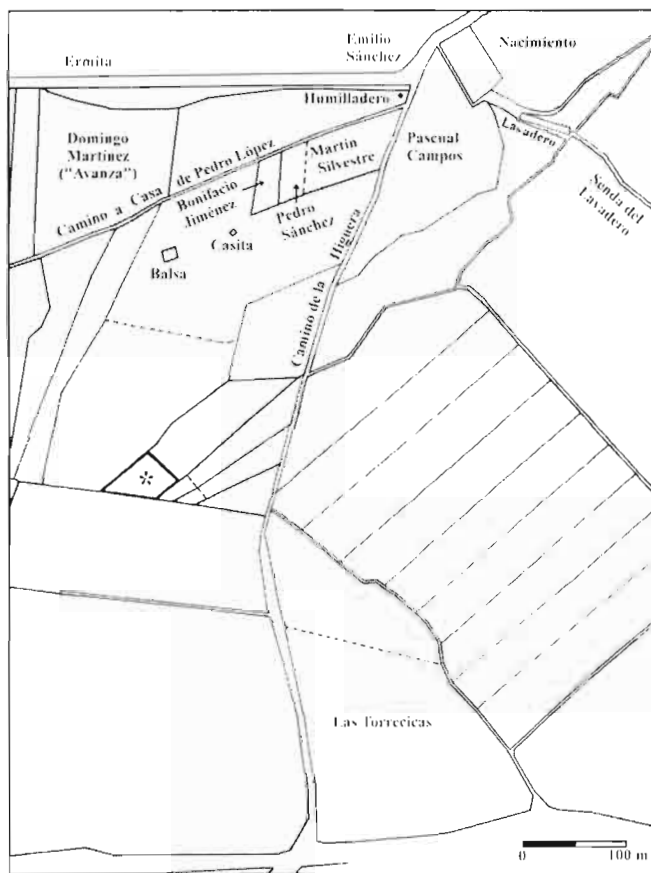 Emilio
Sánchez
Nacimiento
Ermita
Humilladero
Lavadero
Domingo
Martínez
("Avanza")
Martín
Silvestre
Pascual
Campos
Camino a Casa de Pedro López
Bonifacio
Jiménez
Pedro
Sánchez
Senda del
Lavadero
Casita
Balsa
Camino de la Higuera
*
Las Torrecicas
0 100 m